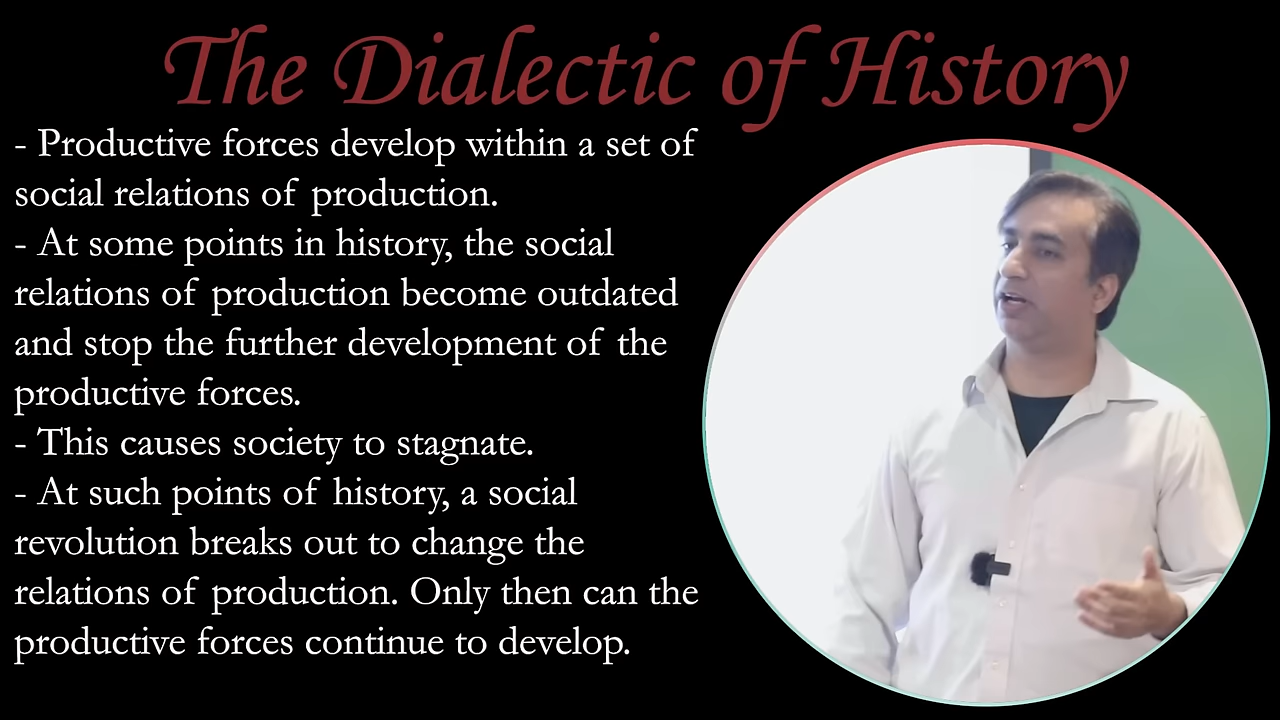 The Dialectic of History
- Productive forces develop within a set of
social relations of production.
- At some points in history, the social
relations of production become outdated
and stop the further development of the
productive forces.
- This causes society to stagnate.
- At such points of history, a social
revolution breaks out to change the
relations of production. Only then can the
productive forces continue to develop.